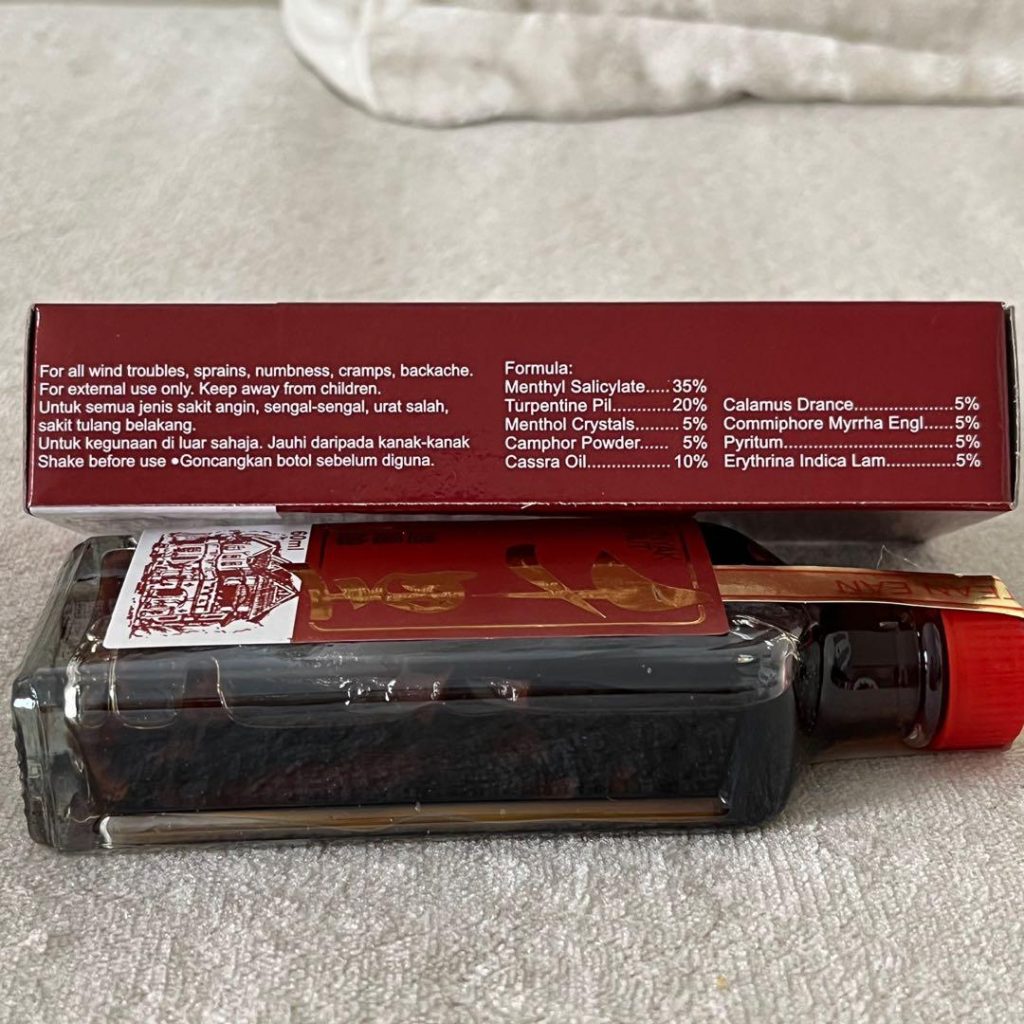 For all wind troubles, sprains, numbness, cramps, backache.
For external use only. Keep away from children.
Untuk semua jenis sakit angin, sengal-sengal, urat salah,
sakit tulang belakang.
Untuk kegunaan di luar sahaja. Jauhi daripada kanak-kanak
Shake before use •Goncangkan botol sebelum diguna.
Formula:
Menthyl Salicylate.....35%
Turpentine Pil............20%
Menthol Crystals........ 5%
Camphor Powder...... 5%
Cassra Oil................10%
Calamus Drance....................5%
Commiphore Myrrha Engl......5%
Pyritum..................................5%
Erythrina Indica Lam..............5%
60ml